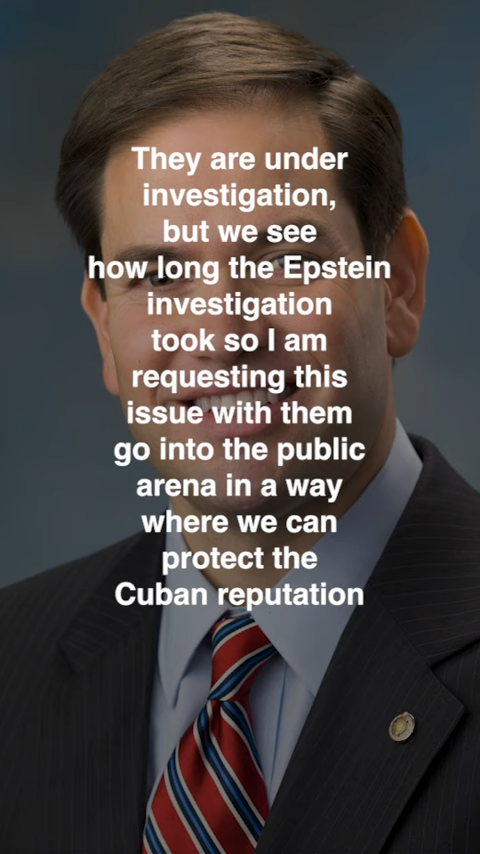 They are under
investigation,
but we see
how long the Epstein
investigation
took so I am
requesting this
issue with them
go into the public
arena in a way
where we can
protect the
Cuban reputation